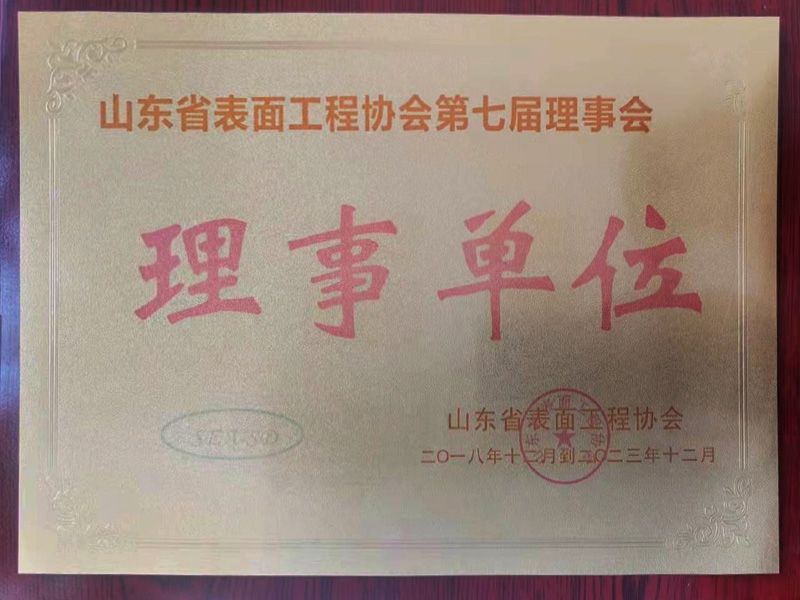 山东省表面工程协会第七届理事会
理事单位
SEA-SD
山东省表面工程协会
二〇一八年十二月到二〇二三年十二月